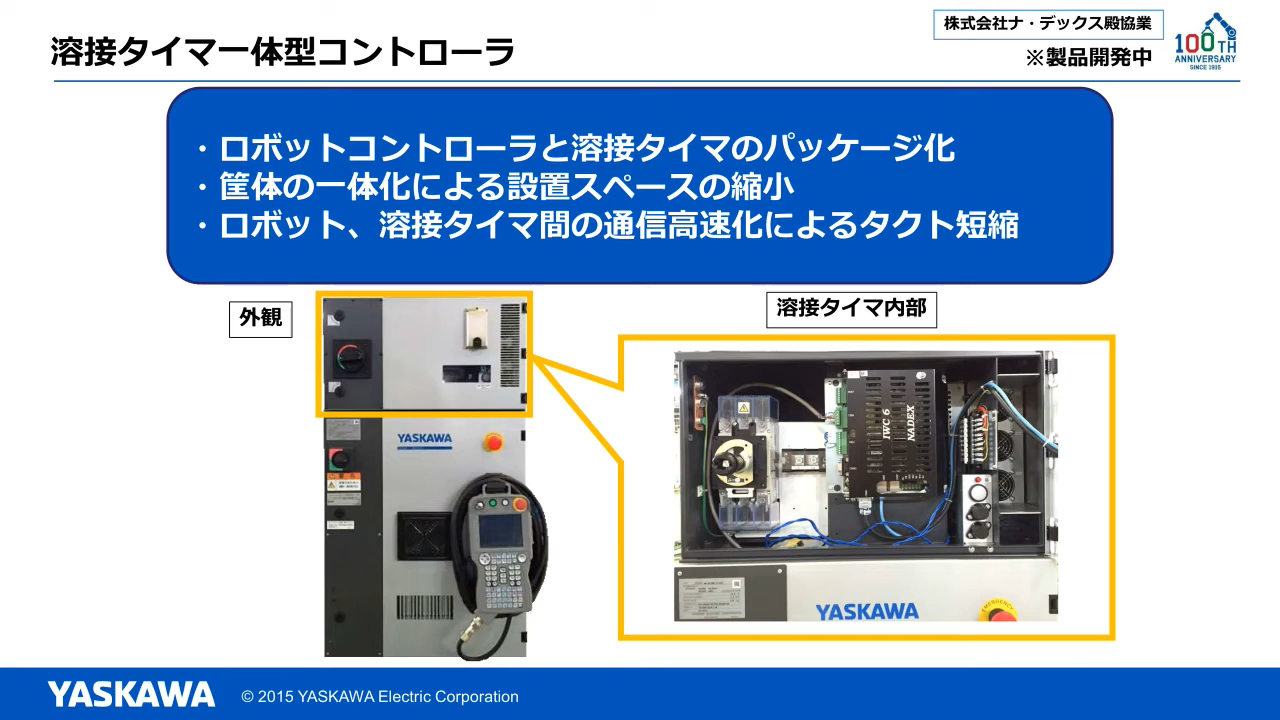 溶接タイマー体型コントローラ
株式会社ナ・デックス殿協業
※製品開発中
100TH
ANNIVERSARY
SINCE 1915
・ロボットコントローラと溶接タイマのパッケージ化
・筐体の一体化による設置スペースの縮小
・ロボット、溶接タイマ間の通信高速化によるタクト短縮
外観
溶接タイマ内部
YASKAWA
IWC 6
NADEX
YASKAWA
EMERGENCY
YASKAWA
© 2015 YASKAWA Electric Corporation